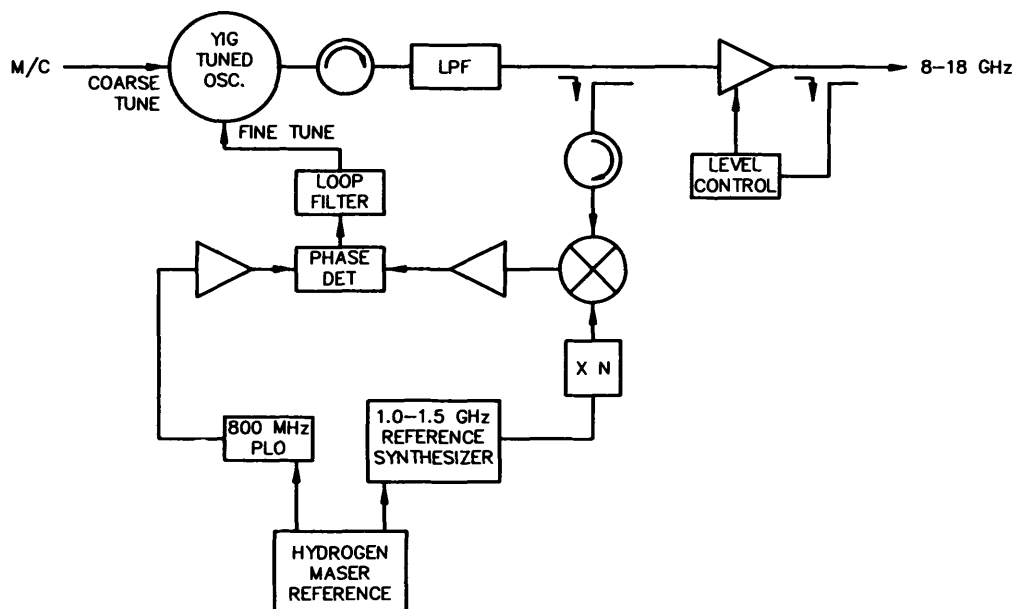 M/C
COARSE
TUNE
YIG
TUNED
OSC.
LPF
8–18 GHz
FINE TUNE
LEVEL
CONTROL
LOOP
FILTER
PHASE
DET
X N
800 MHz
PLO
1.0–1.5 GHz
REFERENCE
SYNTHESIZER
HYDROGEN
MASER
REFERENCE